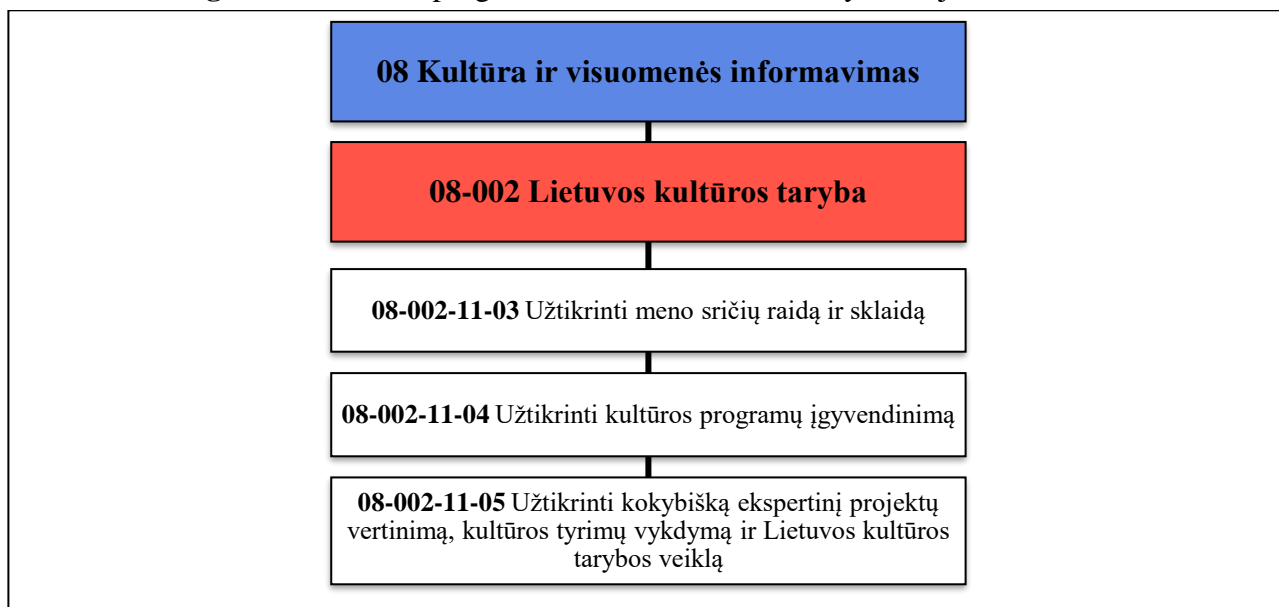 08 Kultūra ir visuomenės informavimas
08-002 Lietuvos kultūros taryba
08-002-11-03 Užtikrinti meno sričių raidą ir sklaidą
08-002-11-04 Užtikrinti kultūros programų įgyvendinimą
08-002-11-05 Užtikrinti kokybišką ekspertinį projektų
vertinimą, kultūros tyrimų vykdymą ir Lietuvos kultūros
tarybos veiklą